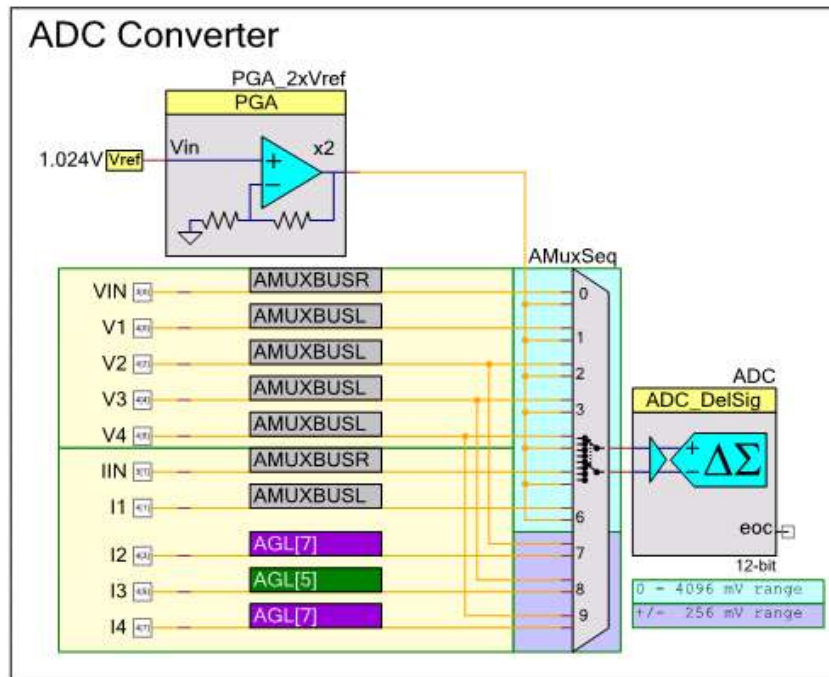 ADC Converter
PGA_2xVref
PGA
1.024V Vref Vin x2
+
−
AMuxSeq
VIN AMUXBUSR 0
V1 AMUXBUSL 1
V2 AMUXBUSL 2
V3 AMUXBUSL 3
V4 AMUXBUSL
IIN AMUXBUSR
I1 AMUXBUSL 6
I2 AGL[7] 7
I3 AGL[5] 8
I4 AGL[7] 9
ADC
ADC_DelSig
+
−
ΔΣ
eoc
12-bit
0 - 4096 mV range
+/- 256 mV range